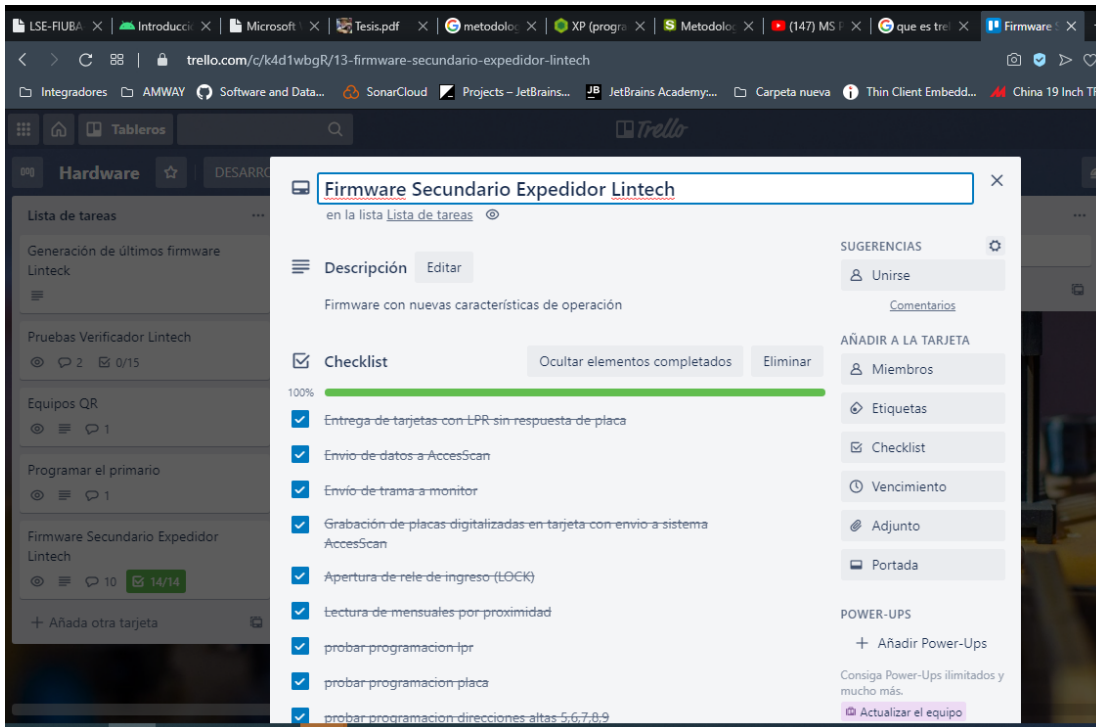 LSE-FIUBA
Introducció
Microsoft
Tesis.pdf
metodolog
XP (progra
Metodolog
(147) MS P
que es trel
Firmware S
trello.com/c/k4d1wbgR/13-firmware-secundario-expedidor-lintech
Integradores
AMWAY
Software and Data...
SonarCloud
Projects – JetBrains...
JetBrains Academy:...
Carpeta nueva
Thin Client Embedd...
China 19 Inch TF
Tableros
Trello
Hardware
DESARRO
Lista de tareas
Generación de últimos firmware
Linteck
Pruebas Verificador Lintech
2
0/15
Equipos QR
1
Programar el primario
1
Firmware Secundario Expedidor
Lintech
10
14/14
+ Añada otra tarjeta
Firmware Secundario Expedidor Lintech
en la lista Lista de tareas
Descripción
Editar
Firmware con nuevas características de operación
Checklist
Ocultar elementos completados
Eliminar
100%
Entrega de tarjetas con LPR sin respuesta de placa
Envio de datos a AccesScan
Envío de trama a monitor
Grabación de placas digitalizadas en tarjeta con envio a sistema
AccesScan
Apertura de rele de ingreso (LOCK)
Lectura de mensuales por proximidad
probar programacion lpr
probar programacion placa
probar programacion direcciones altas 5,6,7,8,9
SUGERENCIAS
Unirse
Comentarios
AÑADIR A LA TARJETA
Miembros
Etiquetas
Checklist
Vencimiento
Adjunto
Portada
POWER-UPS
+ Añadir Power-Ups
Consiga Power-Ups ilimitados y
mucho más.
Actualizar el equipo